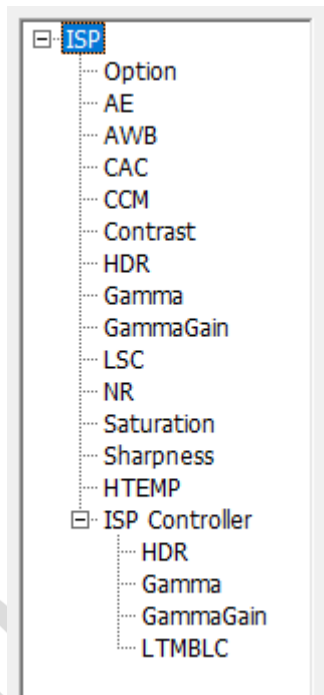 ISP
Option
AE
AWB
CAC
CCM
Contrast
HDR
Gamma
GammaGain
LSC
NR
Saturation
Sharpness
HTEMP
ISP Controller
HDR
Gamma
GammaGain
LTMBLC